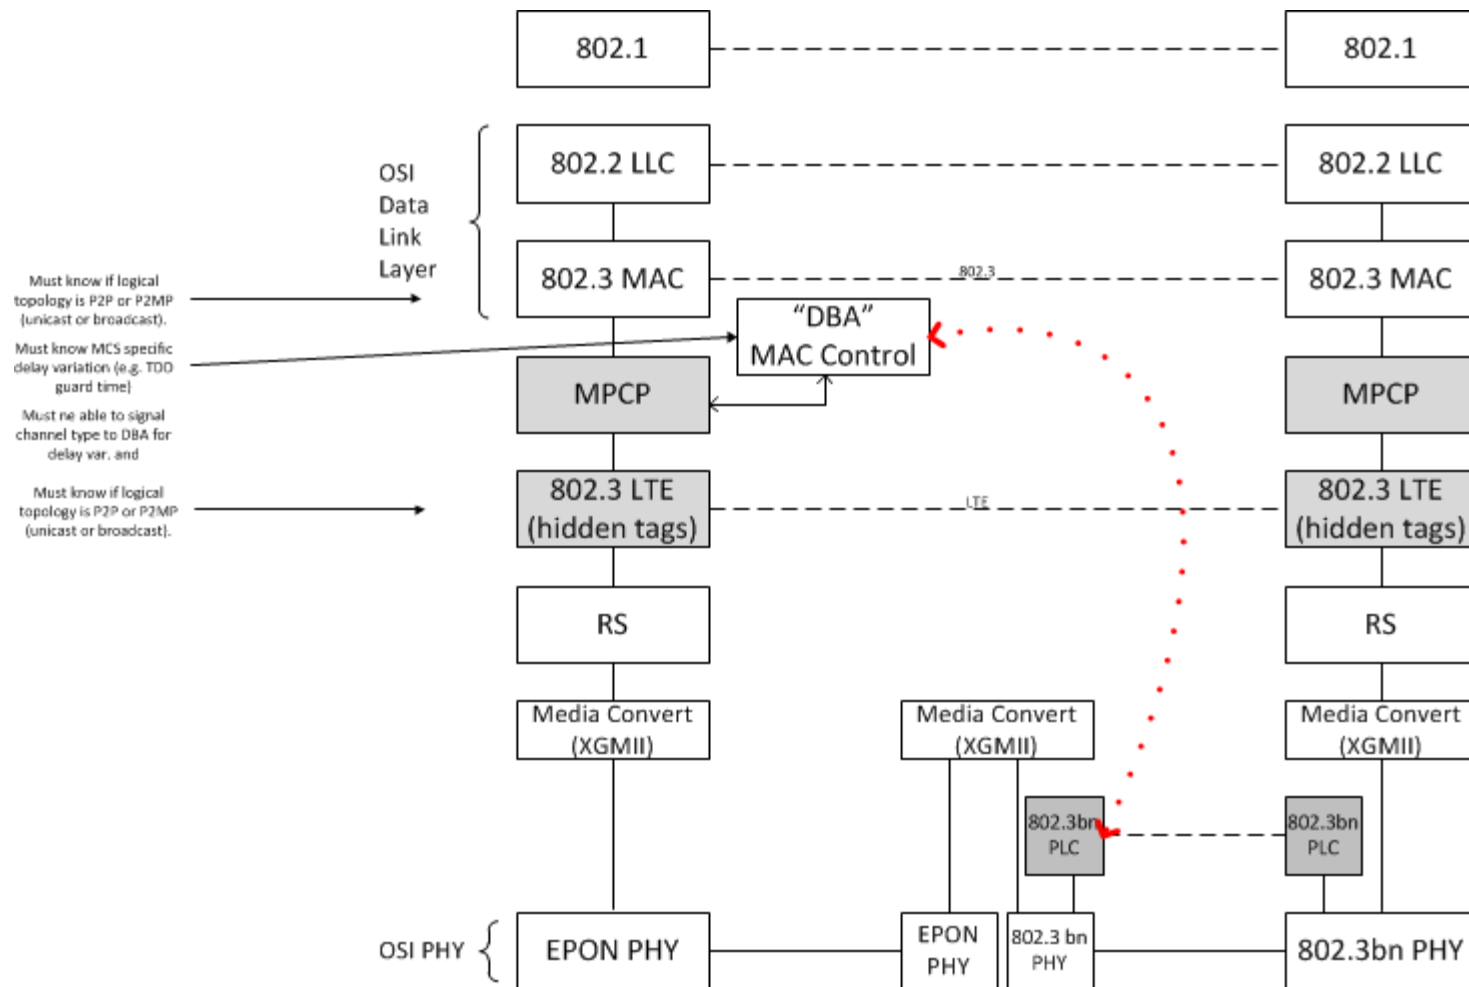 802.1
802.1
OSI
Data
Link
Layer
802.2 LLC
802.2 LLC
802.3 MAC
802.3
802.3 MAC
Must know if logical
topology is P2P or P2MP
(unicast or broadcast).
"DBA"
MAC Control
Must know MCS specific
delay variation (e.g. TDD
guard time)
MPCP
MPCP
Must ne able to signal
channel type to DBA for
delay var. and
Must know if logical
topology is P2P or P2MP
(unicast or broadcast).
802.3 LTE
(hidden tags)
LTE
802.3 LTE
(hidden tags)
RS
RS
Media Convert
(XGMII)
Media Convert
(XGMII)
Media Convert
(XGMII)
802.3bn
PLC
802.3bn
PLC
OSI PHY
EPON PHY
EPON
PHY
802.3 bn
PHY
802.3bn PHY